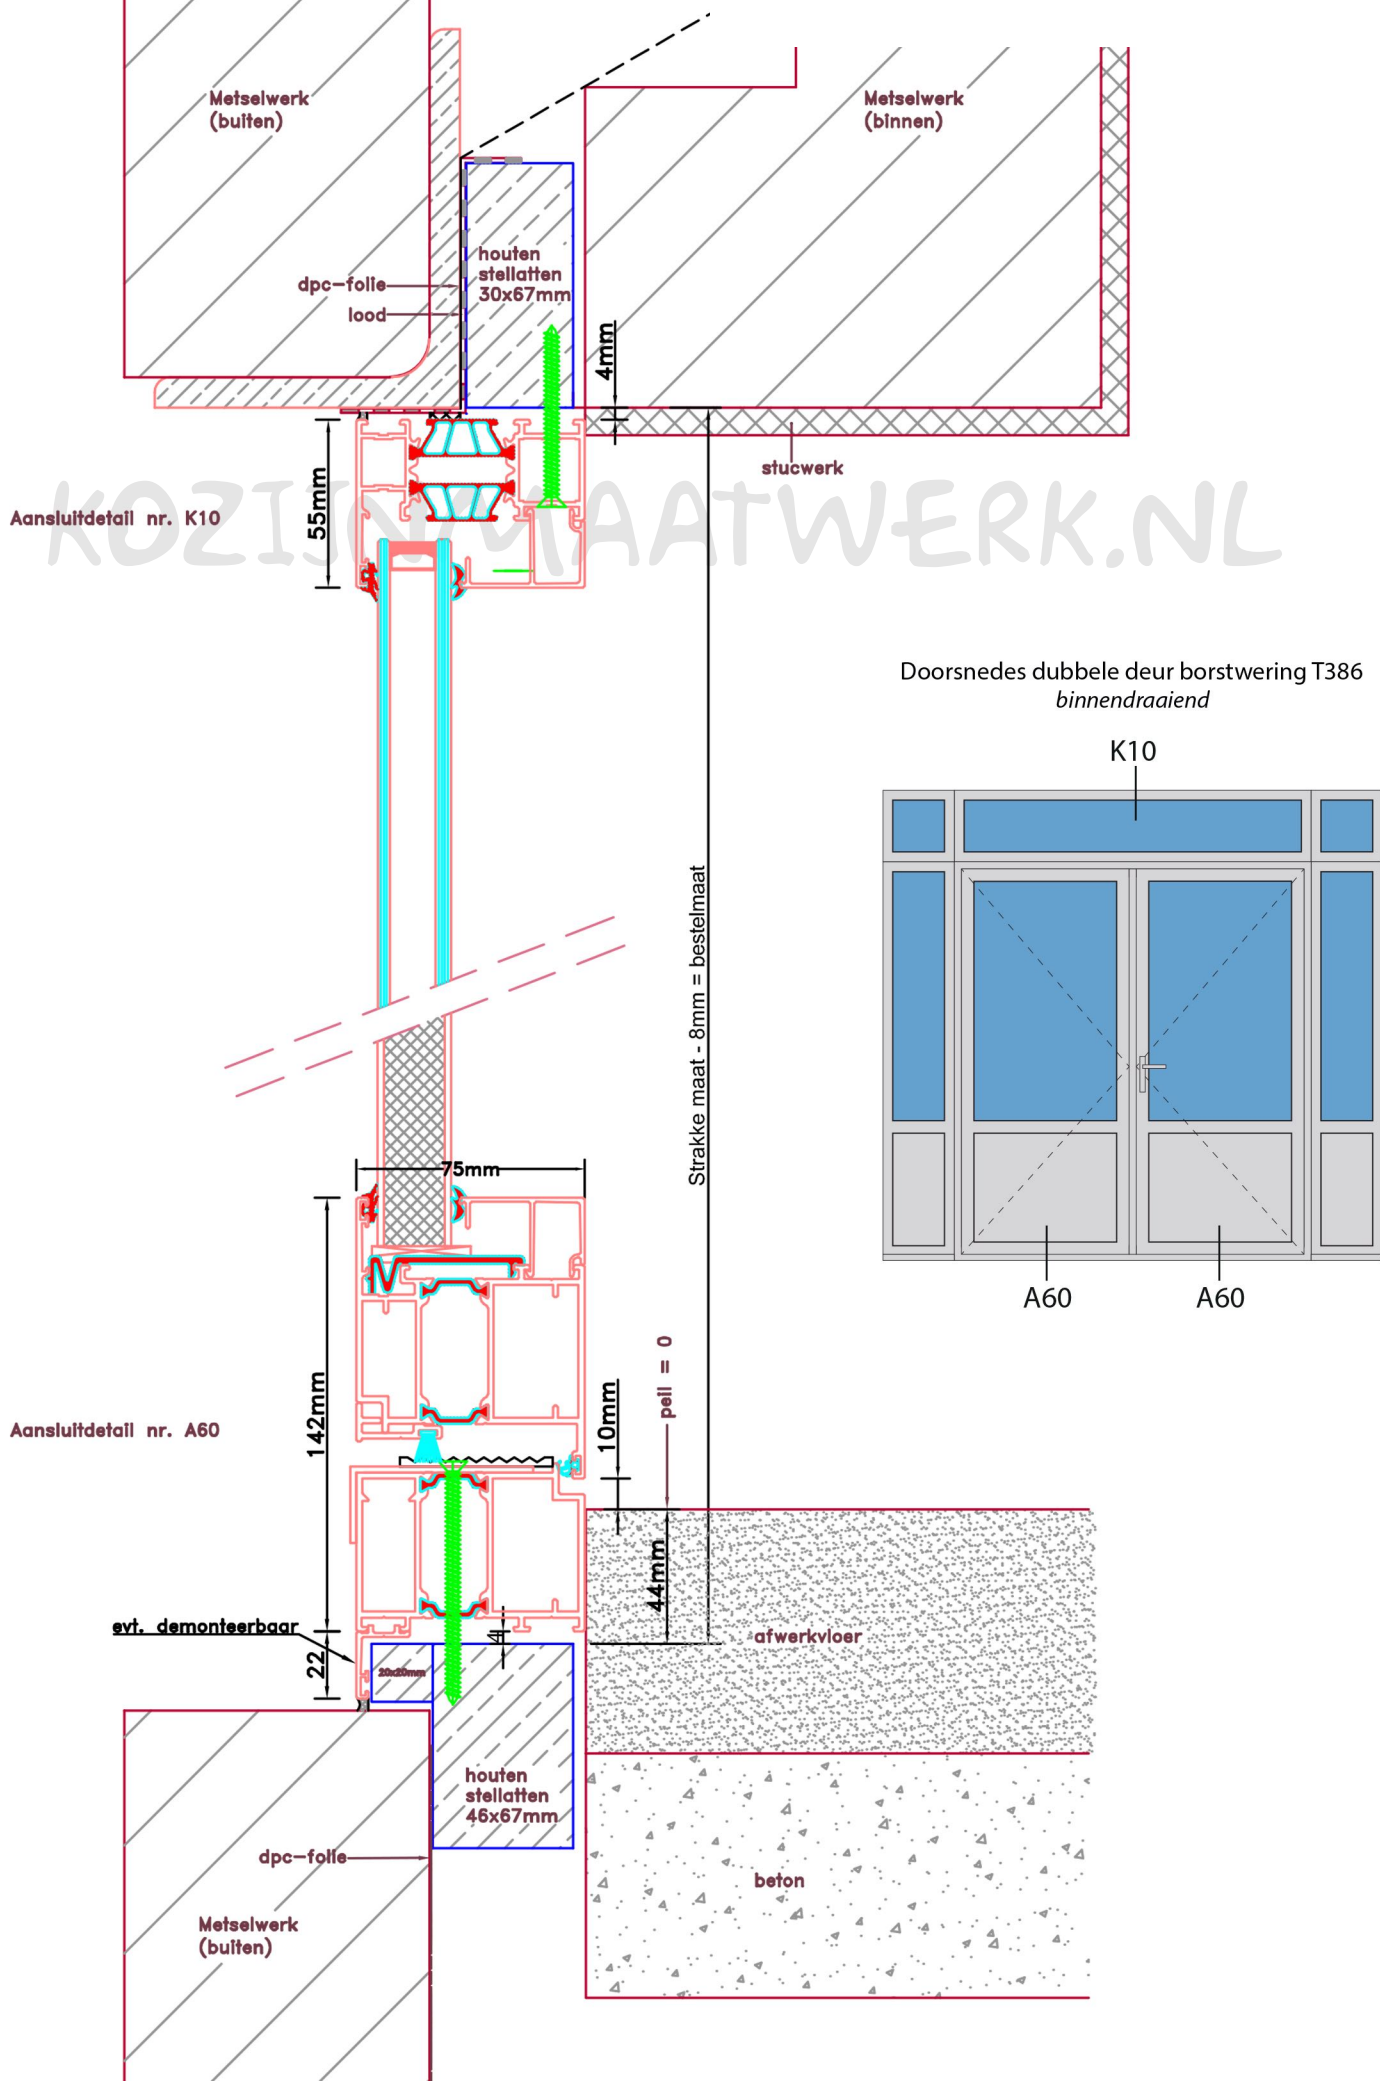 Metselwerk
(buiten)
Metselwerk
(binnen)
houten
stellatten
30x67mm
dpc-folie
lood
4mm
stucwerk
55mm
Aansluitdetail nr. K10
KOZIJNMAATWERK.NL
Doorsnedes dubbele deur borstwering T386
binnendraaiend
K10
A60
A60
Strakke maat - 8mm = bestelmaat
75mm
142mm
Aansluitdetail nr. A60
peil = 0
10mm
44mm
evt. demonteerbaar
22
4
20x20mm
afwerkvloer
houten
stellatten
46x67mm
dpc-folie
beton
Metselwerk
(buiten)